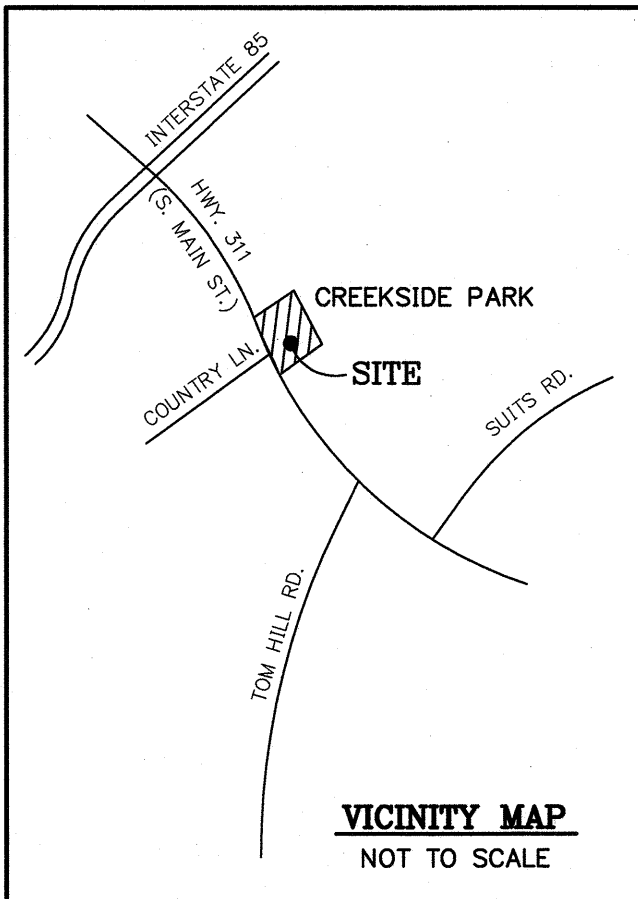 INTERSTATE 85
HWY. 311
(S. MAIN ST.)
CREEKSIDE PARK
SITE
COUNTRY LN.
SUITS RD.
TOM HILL RD.
VICINITY MAP
NOT TO SCALE